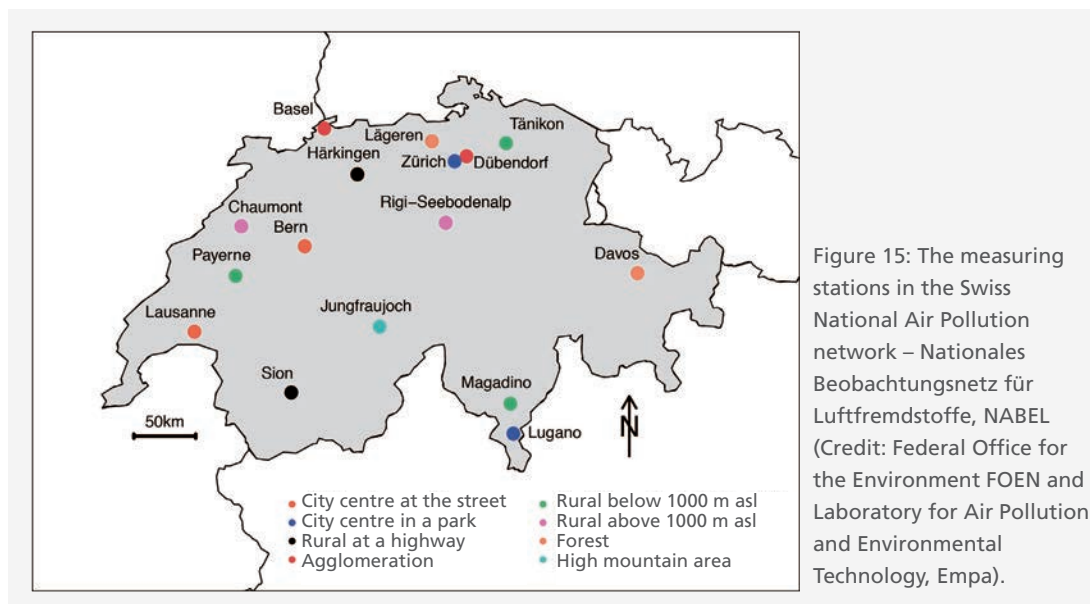 Basel
Tänikon
Lägeren
Härkingen
Zürich
Dübendorf
Chaumont
Rigi–Seebodenalp
Bern
Payerne
Davos
Lausanne
Jungfraujoch
Sion
Magadino
50km
Lugano
N
City centre at the street
City centre in a park
Rural at a highway
Agglomeration
Rural below 1000 m asl
Rural above 1000 m asl
Forest
High mountain area
Figure 15: The measuring
stations in the Swiss
National Air Pollution
network – Nationales
Beobachtungsnetz für
Luftfremdstoffe, NABEL
(Credit: Federal Office for
the Environment FOEN and
Laboratory for Air Pollution
and Environmental
Technology, Empa).